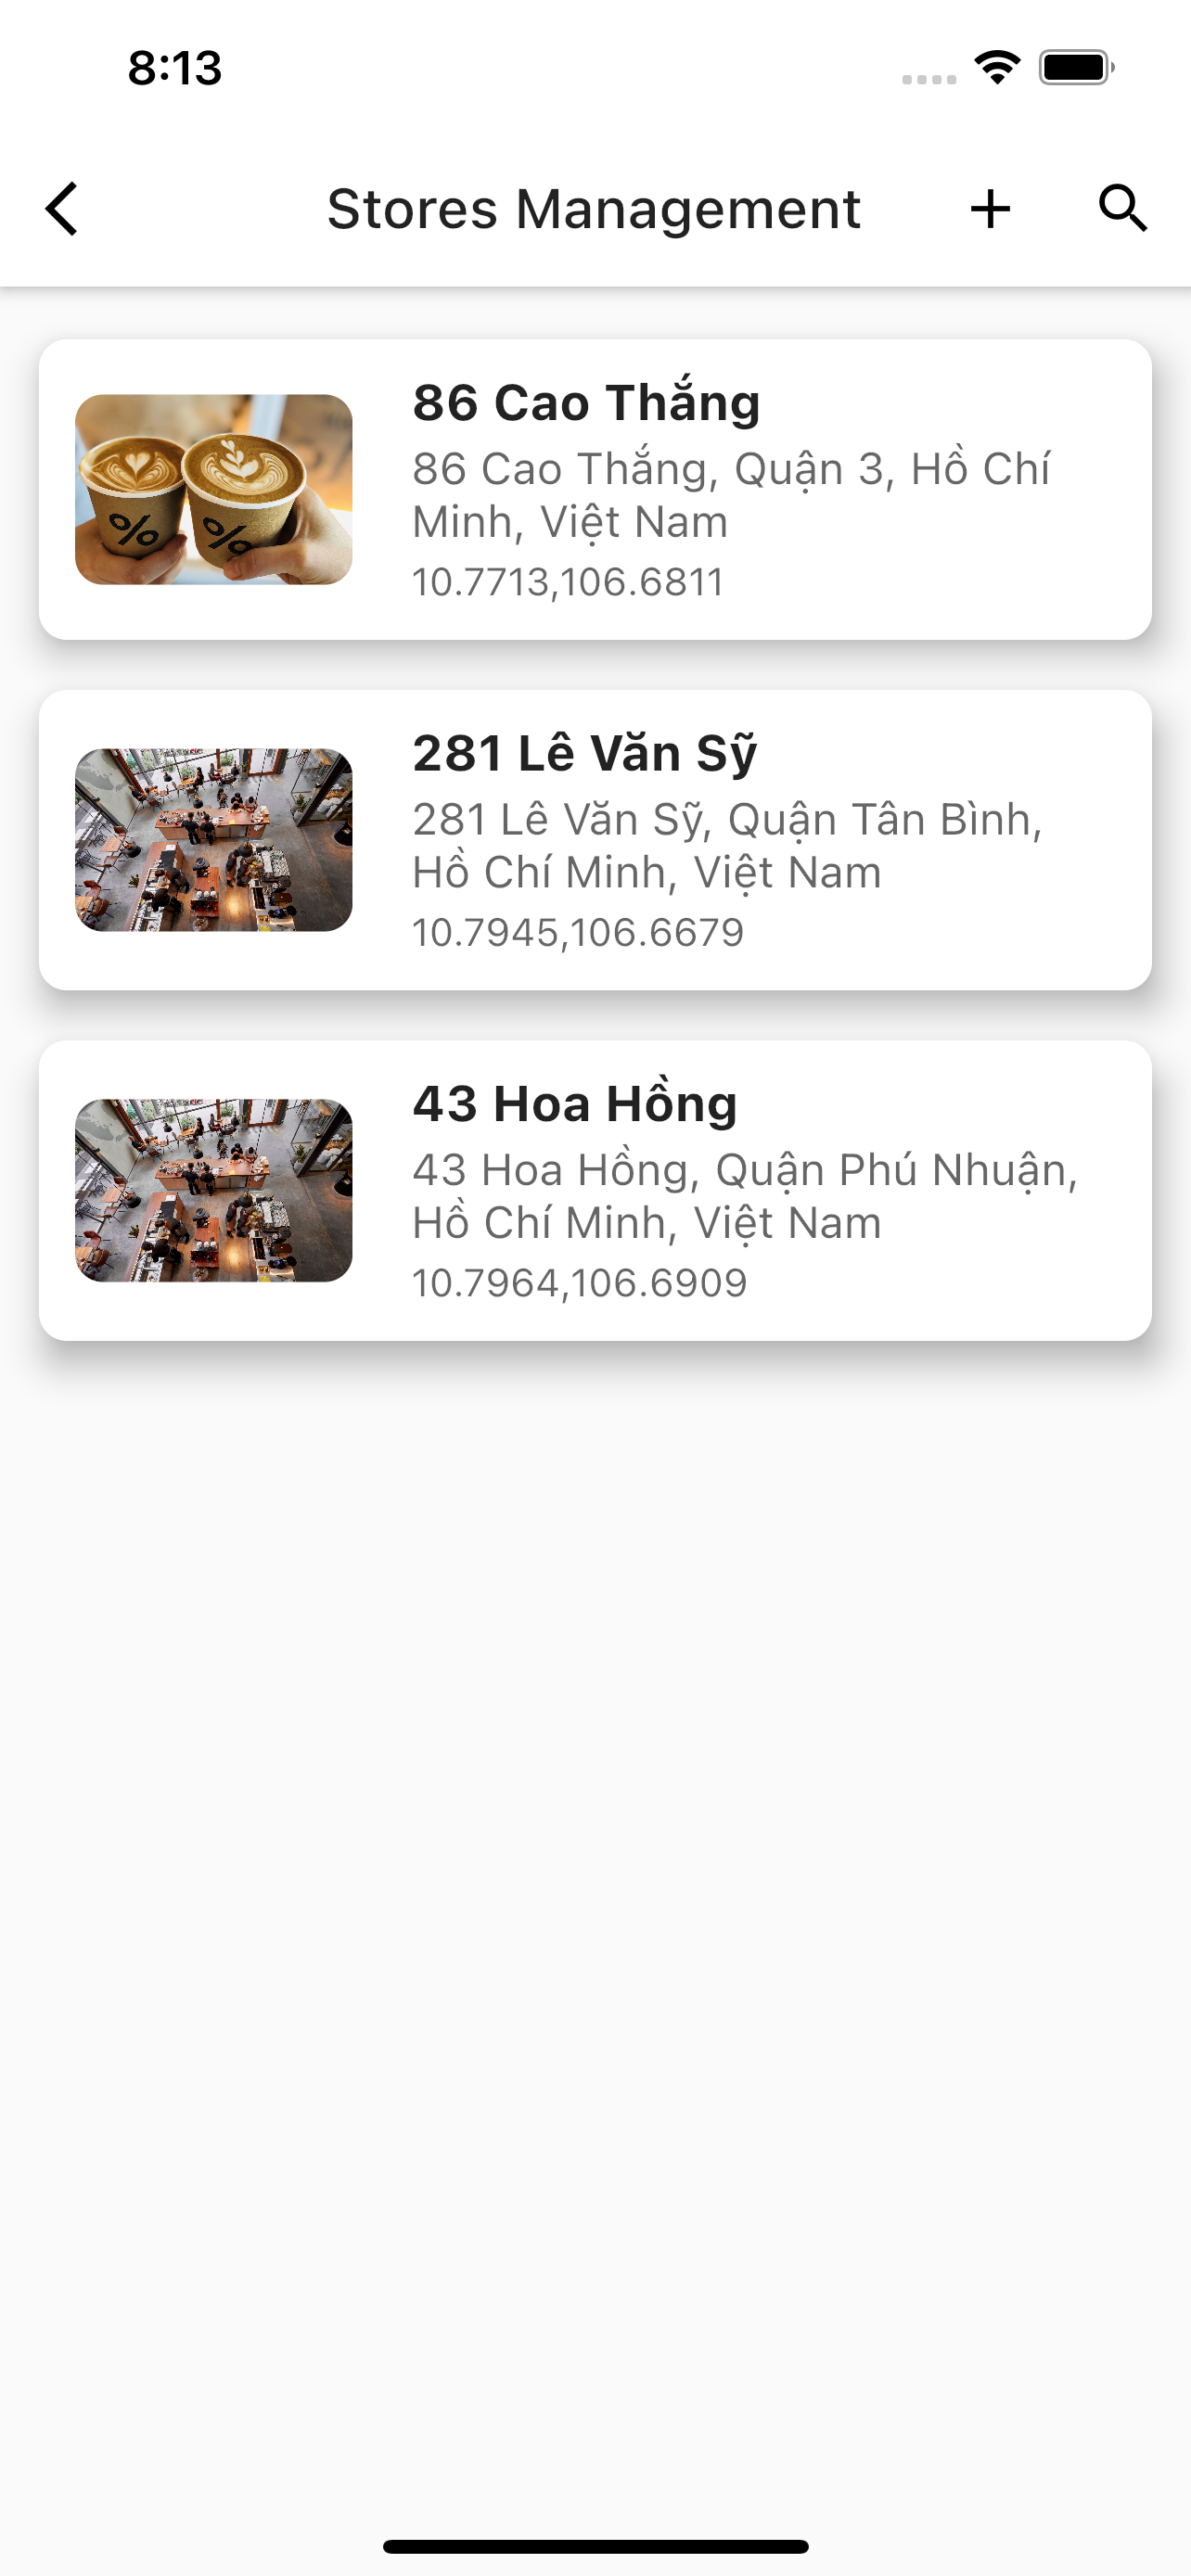 8:13
Stores Management
86 Cao Thắng
86 Cao Thắng, Quận 3, Hồ Chí
Minh, Việt Nam
10.7713,106.6811
% %
281 Lê Văn Sỹ
281 Lê Văn Sỹ, Quận Tân Bình,
Hồ Chí Minh, Việt Nam
10.7945,106.6679
43 Hoa Hồng
43 Hoa Hồng, Quận Phú Nhuận,
Hồ Chí Minh, Việt Nam
10.7964,106.6909